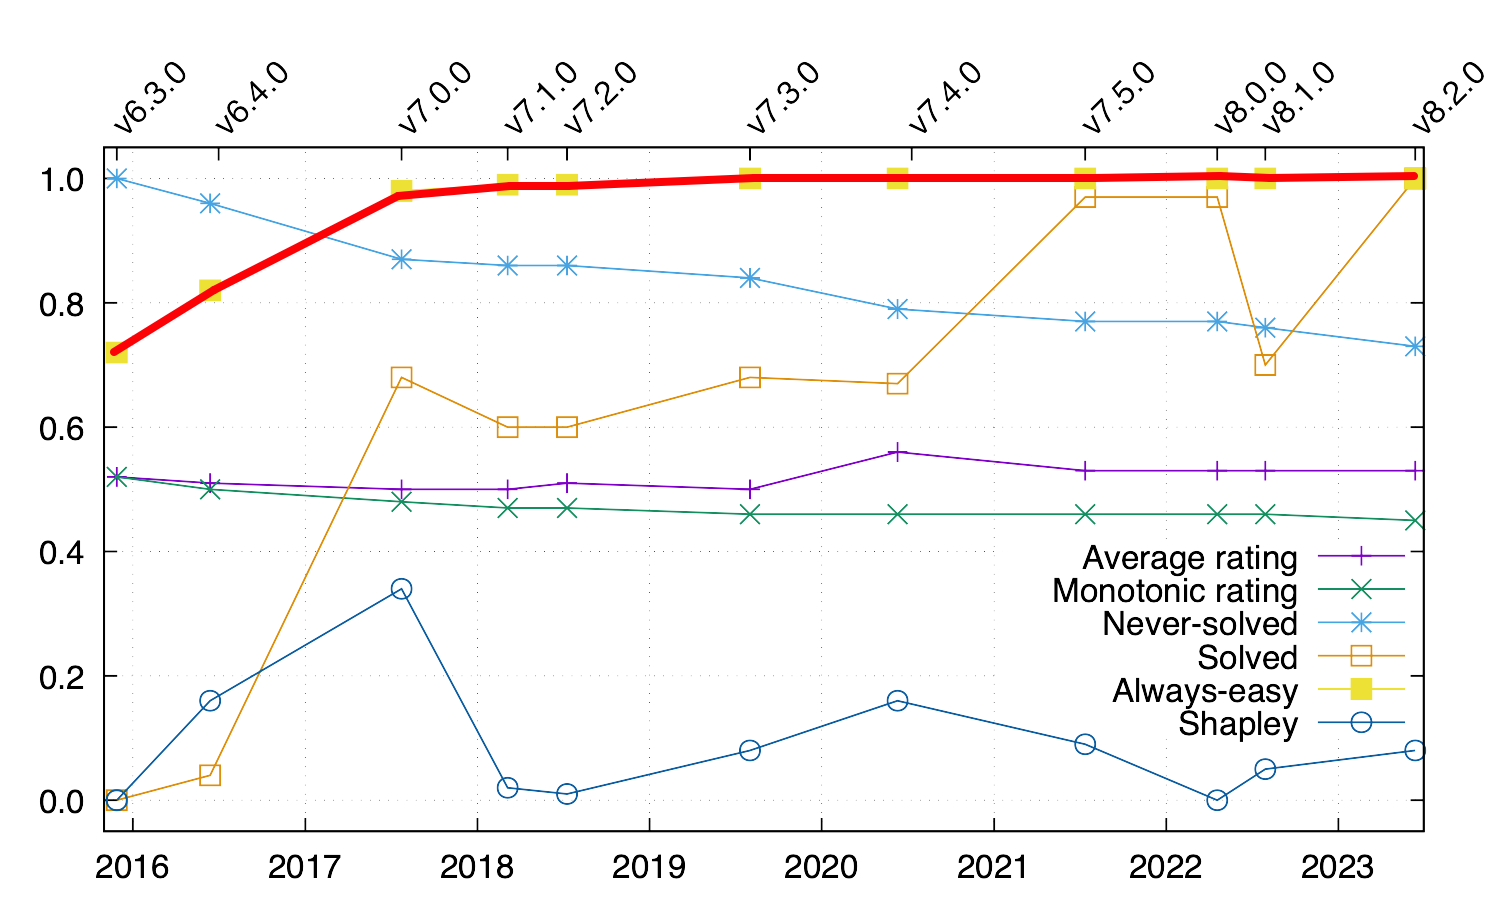 v6.3.0
v6.4.0
v7.0.0
v7.1.0
v7.2.0
v7.3.0
v7.4.0
v7.5.0
v8.0.0
v8.1.0
v8.2.0
1.0
0.8
0.6
0.4
0.2
0.0
Average rating
Monotonic rating
Never-solved
Solved
Always-easy
Shapley
2016 2017 2018 2019 2020 2021 2022 2023